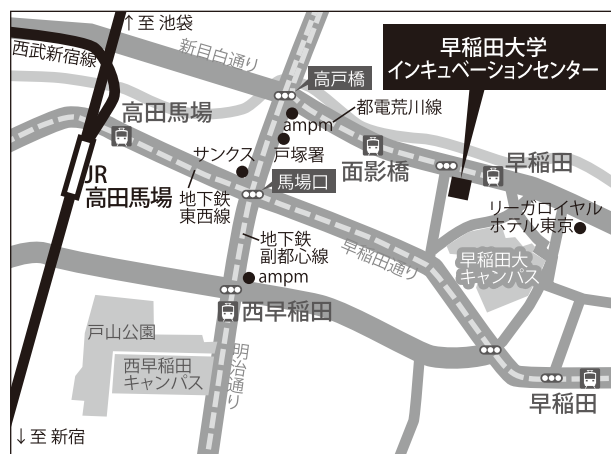 ↑至 池袋
西武新宿線
新目白通り
早稲田大学
インキュベーションセンター
高戸橋
都電荒川線
ampm
高田馬場
戸塚署
サンクス
面影橋
早稲田
JR
高田馬場
馬場口
地下鉄
東西線
リーガロイヤル
ホテル東京
地下鉄
副都心線
早稲田通り
早稲田大
キャンパス
ampm
西早稲田
戸山公園
明治通り
西早稲田
キャンパス
早稲田
↓至 新宿